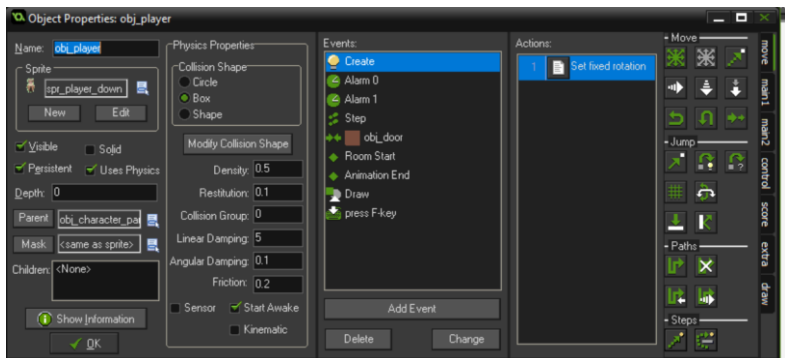 Object Properties: obj_player
Name: obj_player
Sprite
spr_player_down
New Edit
Visible Solid
Persistent Uses Physics
Depth: 0
Parent obj_character_pa
Mask <same as sprite>
Children: <None>
Show Information
OK
Physics Properties
Collision Shape
Circle
Box
Shape
Modify Collision Shape
Density: 0.5
Restitution: 0.1
Collision Group: 0
Linear Damping: 5
Angular Damping: 0.1
Friction: 0.2
Sensor Start Awake
Kinematic
Events:
Create
Alarm 0
Alarm 1
Step
obj_door
Room Start
Animation End
Draw
press F-key
Add Event
Delete Change
Actions:
1 Set fixed rotation
Move
Jump
Paths
Steps
move
main1
main2
control
score
extra
draw